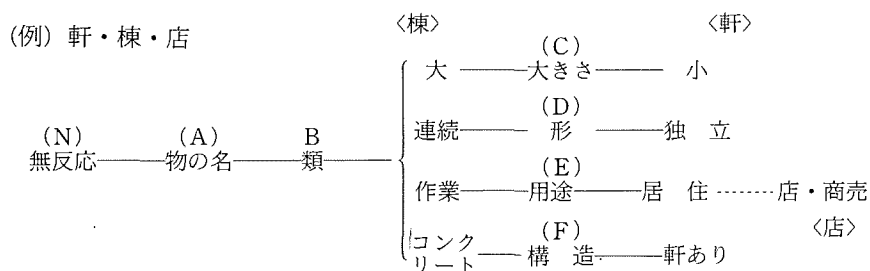 (例) 軒・棟・店
〈棟〉 〈軒〉
(C)
大 大きさ 小
(D)
連続 形 独立
(N) (A) B
無反応 物の名 類
(E)
作業 用途 居住 店・商売
〈店〉
(F)
コンクリート 構造 軒あり